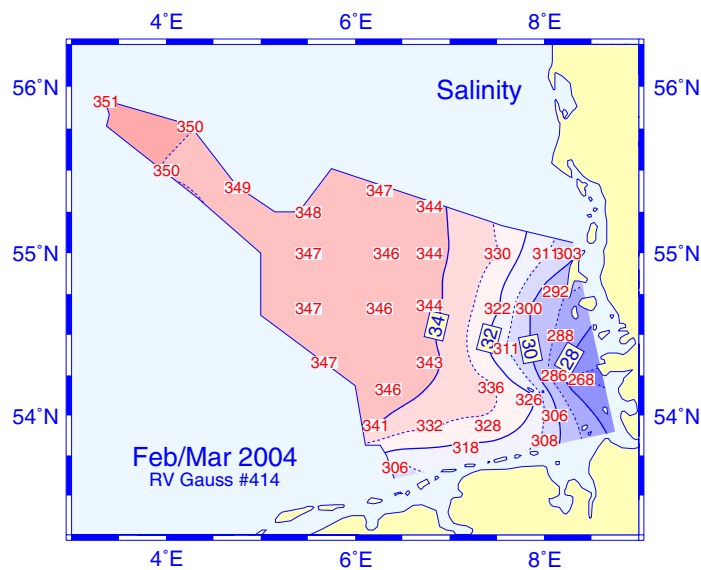 4°E 6°E 8°E
56°N 56°N
Salinity
351
350
350
349
347
348
344
55°N 347 346 344 330 311 303 55°N
292
347 346 344 322 300
34 32 30 28
288
311
347 343
286 268
346 336
326
54°N 306 54°N
341 332 328
308
318
306
Feb/Mar 2004
RV Gauss #414
4°E 6°E 8°E